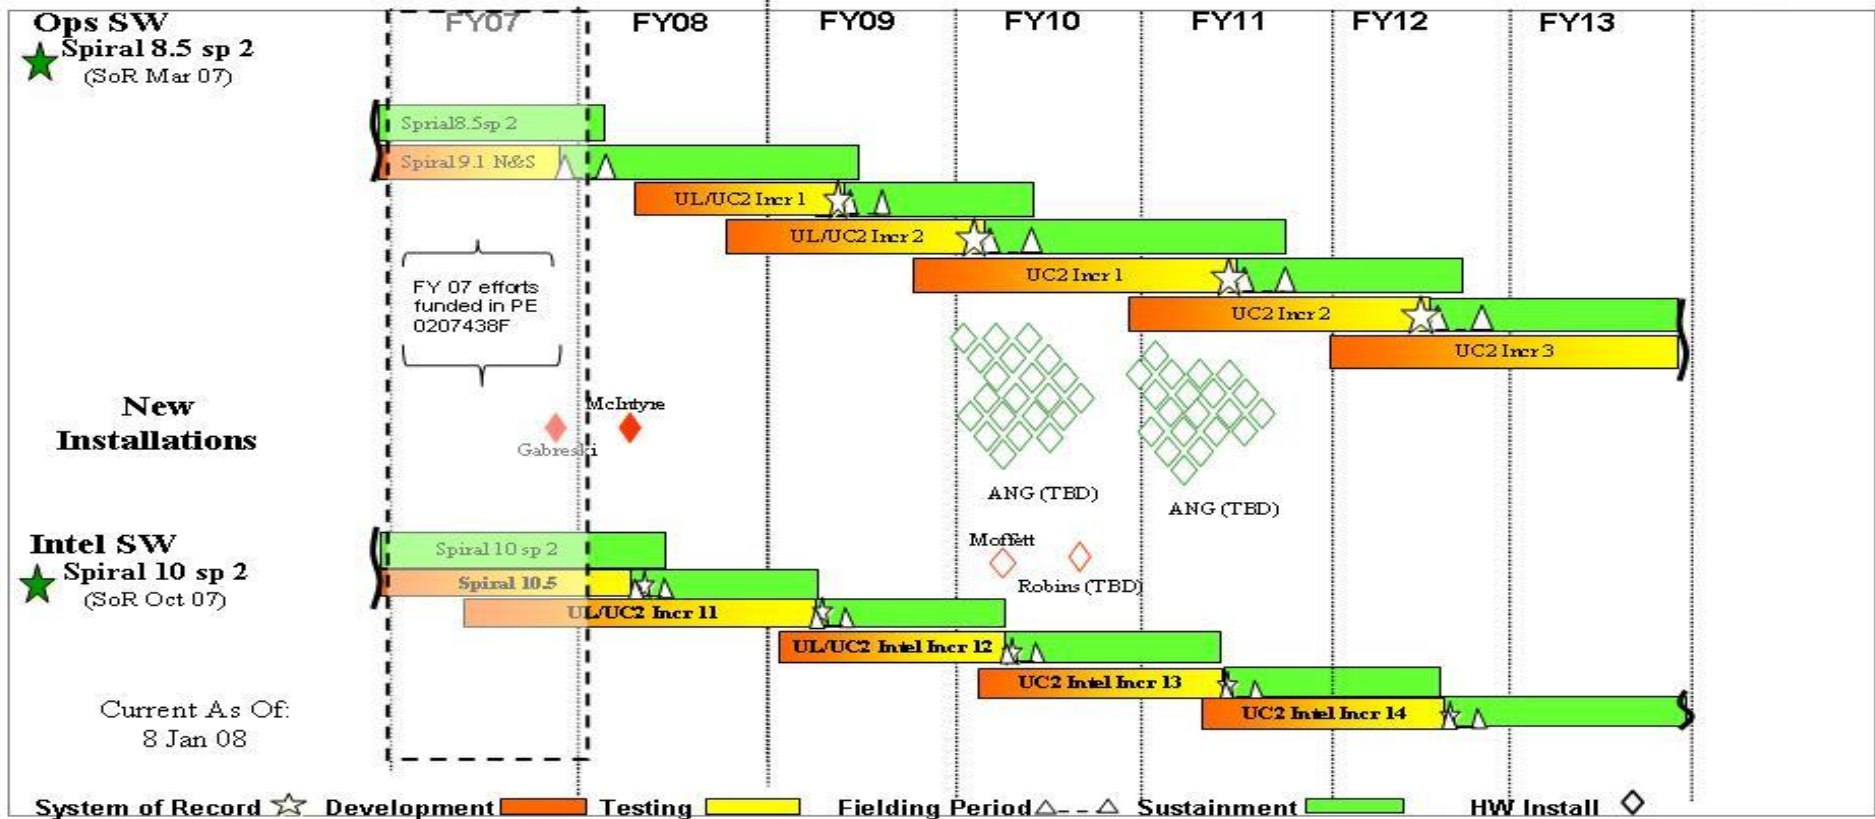 Ops SW
FY07 FY08 FY09 FY10 FY11 FY12 FY13
Spiral 8.5 sp 2
(SoR Mar 07)
Sprial8.5sp 2
Spiral9.1 N&S
UL/UC2 Incr 1
UL/UC2 Incr 2
UC2 Incr 1
FY 07 efforts
funded in PE
0207438F
UC2 Incr 2
UC2 Incr 3
New
Installations
McIntyre
Gabreski
ANG (TBD)
ANG (TBD)
Moffett
Robins (TBD)
Intel SW
Spiral 10 sp 2
(SoR Oct 07)
Spiral 10 sp 2
Spiral 10.5
UL/UC2 Incr 11
UL/UC2 Intel Incr 12
UC2 Intel Incr 13
UC2 Intel Incr 14
Current As Of:
8 Jan 08
System of Record Development Testing Fielding Period Sustainment HW Install